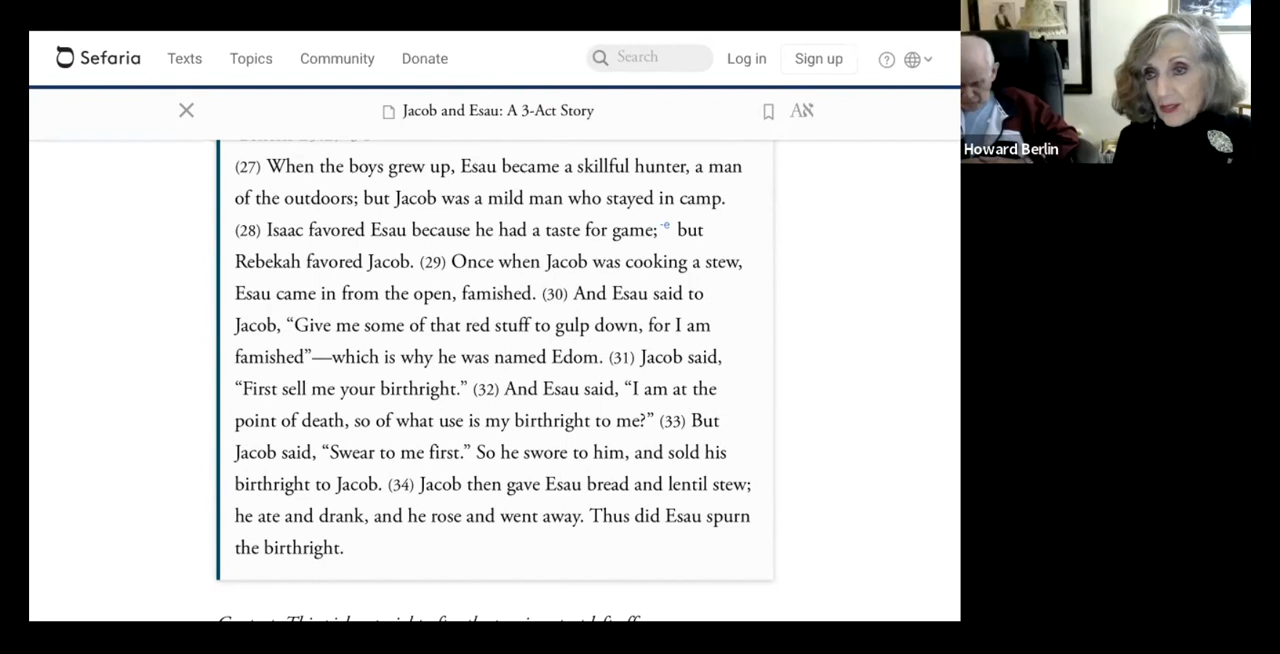 Sefaria Texts Topics Community Donate Search Log in Sign up
Jacob and Esau: A 3-Act Story Aא
(27) When the boys grew up, Esau became a skillful hunter, a man
of the outdoors; but Jacob was a mild man who stayed in camp.
(28) Isaac favored Esau because he had a taste for game;-e but
Rebekah favored Jacob. (29) Once when Jacob was cooking a stew,
Esau came in from the open, famished. (30) And Esau said to
Jacob, “Give me some of that red stuff to gulp down, for I am
famished”—which is why he was named Edom. (31) Jacob said,
“First sell me your birthright.” (32) And Esau said, “I am at the
point of death, so of what use is my birthright to me?” (33) But
Jacob said, “Swear to me first.” So he swore to him, and sold his
birthright to Jacob. (34) Jacob then gave Esau bread and lentil stew;
he ate and drank, and he rose and went away. Thus did Esau spurn
the birthright.
Howard Berlin